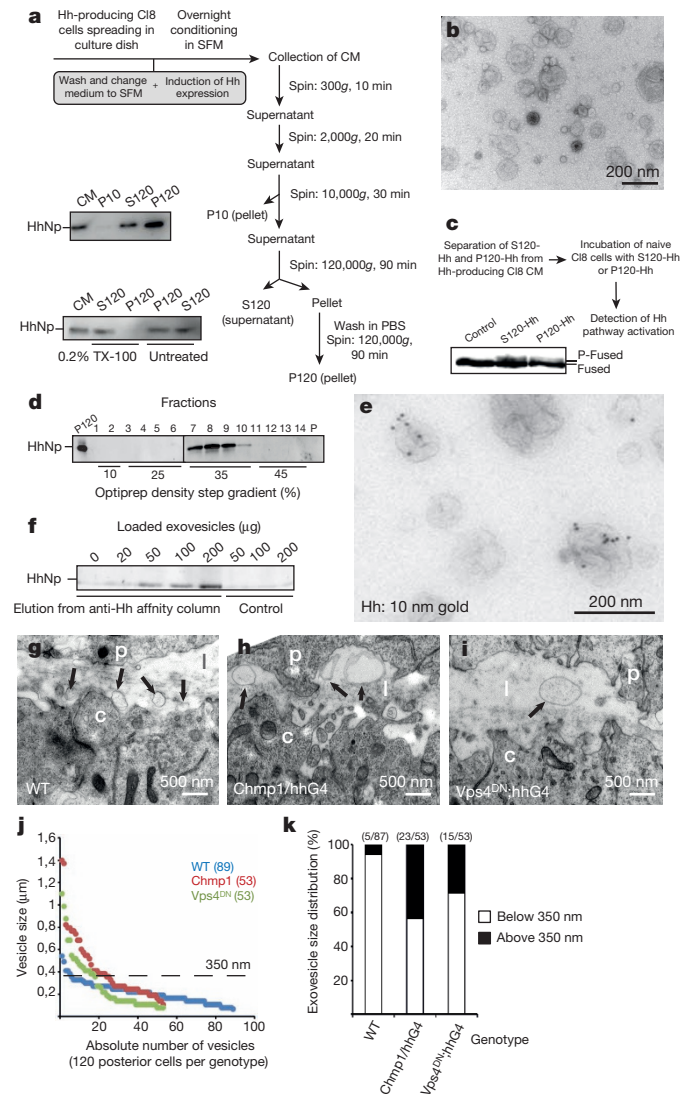 a
Hh-producing Cl8
cells spreading in
culture dish
Overnight
conditioning
in SFM
Wash and change
medium to SFM
+
Induction of Hh
expression
Collection of CM
Spin: 300g, 10 min
Supernatant
Spin: 2,000g, 20 min
Supernatant
Spin: 10,000g, 30 min
P10 (pellet)
Supernatant
Spin: 120,000g, 90 min
S120
(supernatant)
Pellet
Wash in PBS
Spin: 120,000g,
90 min
P120 (pellet)
CM P10 S120 P120
HhNp
CM S120 P120 P120 S120
HhNp
0.2% TX-100 Untreated
b
200 nm
c
Separation of S120-
Hh and P120-Hh from
Hh-producing Cl8 CM
Incubation of naive
Cl8 cells with S120-Hh
or P120-Hh
Detection of Hh
pathway activation
Control S120-Hh P120-Hh
P-Fused
Fused
d
Fractions
P120 1 2 3 4 5 6 7 8 9 10 11 12 13 14 P
HhNp
10 25 35 45
Optiprep density step gradient (%)
e
Hh: 10 nm gold
200 nm
f
Loaded exovesicles (µg)
0 20 50 100 200 50 100 200
HhNp
Elution from anti-Hh affnity column Control
g
p
l
c
WT
500 nm
h
p
l
c
Chmp1/hhG4
500 nm
i
l
p
c
Vps4DN;hhG4
500 nm
j
Vesicle size (µm)
1,6
1,4
1,2
1
0,8
0,6
0,4
0,2
WT (89)
Chmp1 (53)
Vps4DN (53)
350 nm
20 40 60 80 100
Absolute number of vesicles
(120 posterior cells per genotype)
k
Exovesicle size distribution (%)
(5/87) (23/53) (15/53)
100
80
60
40
20
Below 350 nm
Above 350 nm
WT
Chmp1/hhG4
Vps4DN;hhG4
Genotype